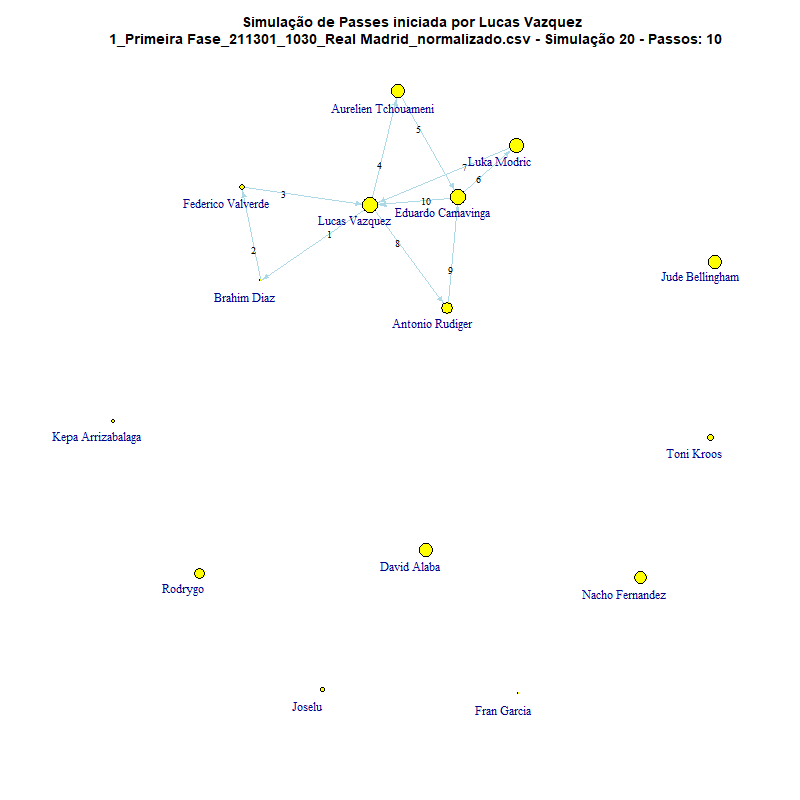 Simulação de Passes iniciada por Lucas Vazquez
1_Primeira Fase_211301_1030_Real Madrid_normalizado.csv - Simulação 20 - Passos: 10
Aurelien Tchouameni
5
Luka Modric
4
7
6
Federico Valverde
3
Lucas Vazquez
10
Eduardo Camavinga
1
8
2
9
Jude Bellingham
Brahim Diaz
Antonio Rudiger
Kepa Arrizabalaga
Toni Kroos
David Alaba
Rodrygo
Nacho Fernandez
Joselu
Fran Garcia